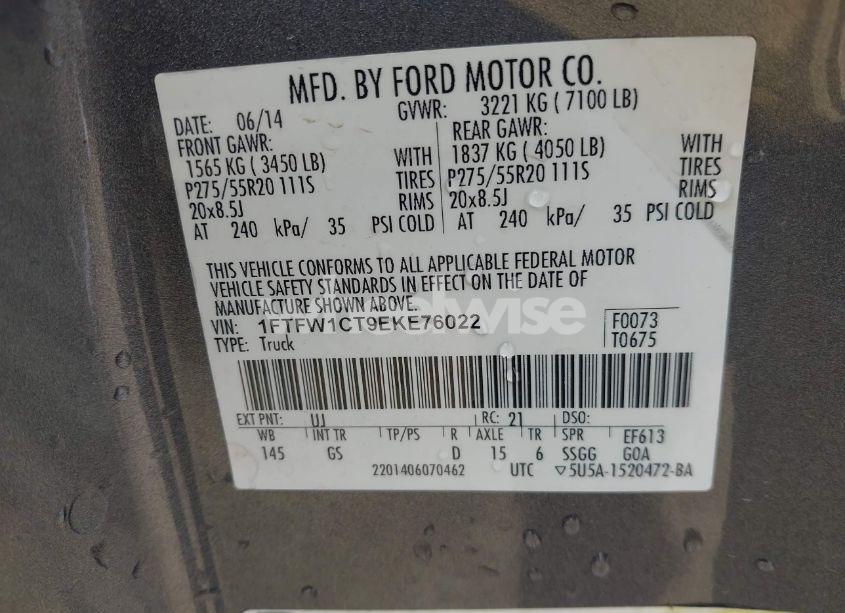 MFD. BY FORD MOTOR CO.
DATE: 06/14 GVWR: 3221 KG ( 7100 LB)
FRONT GAWR: REAR GAWR:
1565 KG ( 3450 LB) WITH 1837 KG ( 4050 LB) WITH
P275/55R20 111S TIRES P275/55R20 111S TIRES
20x8.5J RIMS 20x8.5J RIMS
AT 240 kPa/ 35 PSI COLD AT 240 kPa/ 35 PSI COLD
THIS VEHICLE CONFORMS TO ALL APPLICABLE FEDERAL MOTOR
VEHICLE SAFETY STANDARDS IN EFFECT ON THE DATE OF
MANUFACTURE SHOWN ABOVE.
VIN: 1FTFW1CT9EKE76022 F0073
TYPE: Truck T0675
EXT PNT: UJ RC: 21 DSO:
WB INT TR TP/PS R AXLE TR SPR EF613
145 GS D 15 6 SSGG GOA
2201406070462 UTC ▽5U5A-1520472-BA